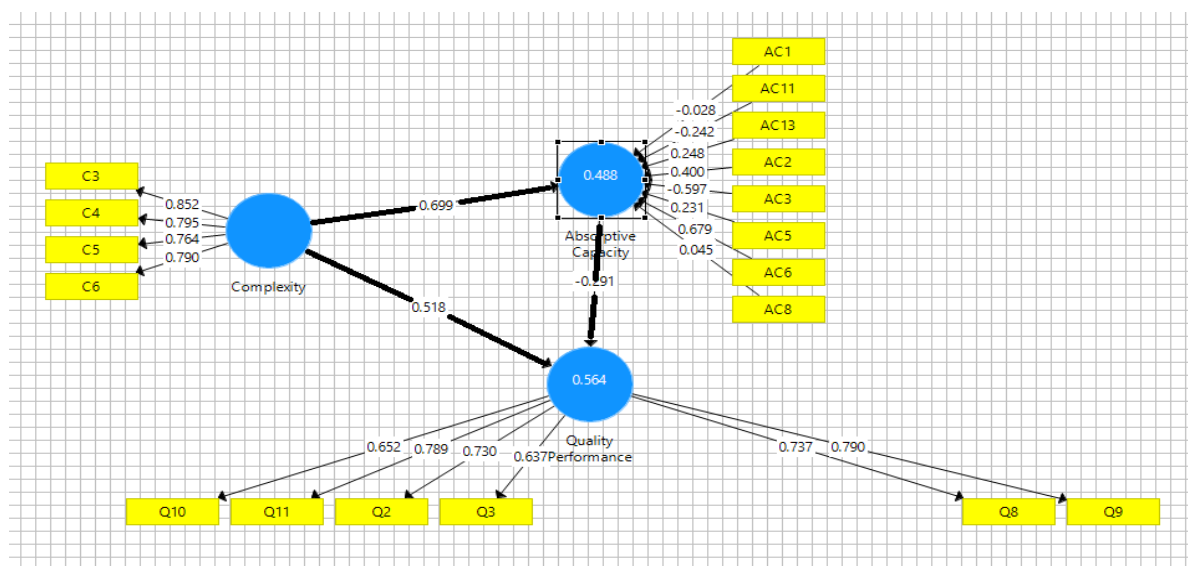 AC1
AC11
-0.028
AC13
-0.242
0.248
C3
0.488
0.400
AC2
0.852
-0.597
AC3
C4
0.699
0.231
0.795
AC5
C5
0.764
Absorptive
Capacity
0.679
0.790
0.045
AC6
C6
Complexity
-0.291
AC8
0.518
0.564
Quality
Performance
0.652
0.789
0.730
0.637
0.737
0.790
Q10
Q11
Q2
Q3
Q8
Q9